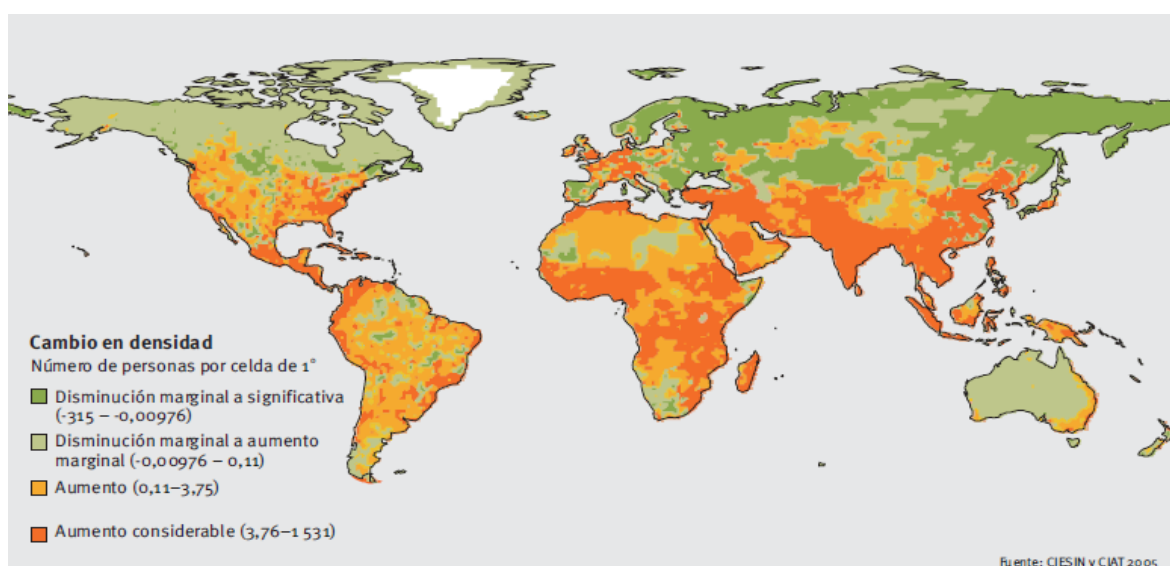 Cambio en densidad
Número de personas por celda de 1°
Disminución marginal a significativa
(-315 – -0,00976)
Disminución marginal a aumento
marginal (-0,00976 – 0,11)
Aumento (0,11–3,75)
Aumento considerable (3,76–1 531)
Fuente: CIESIN y CIAT 2005